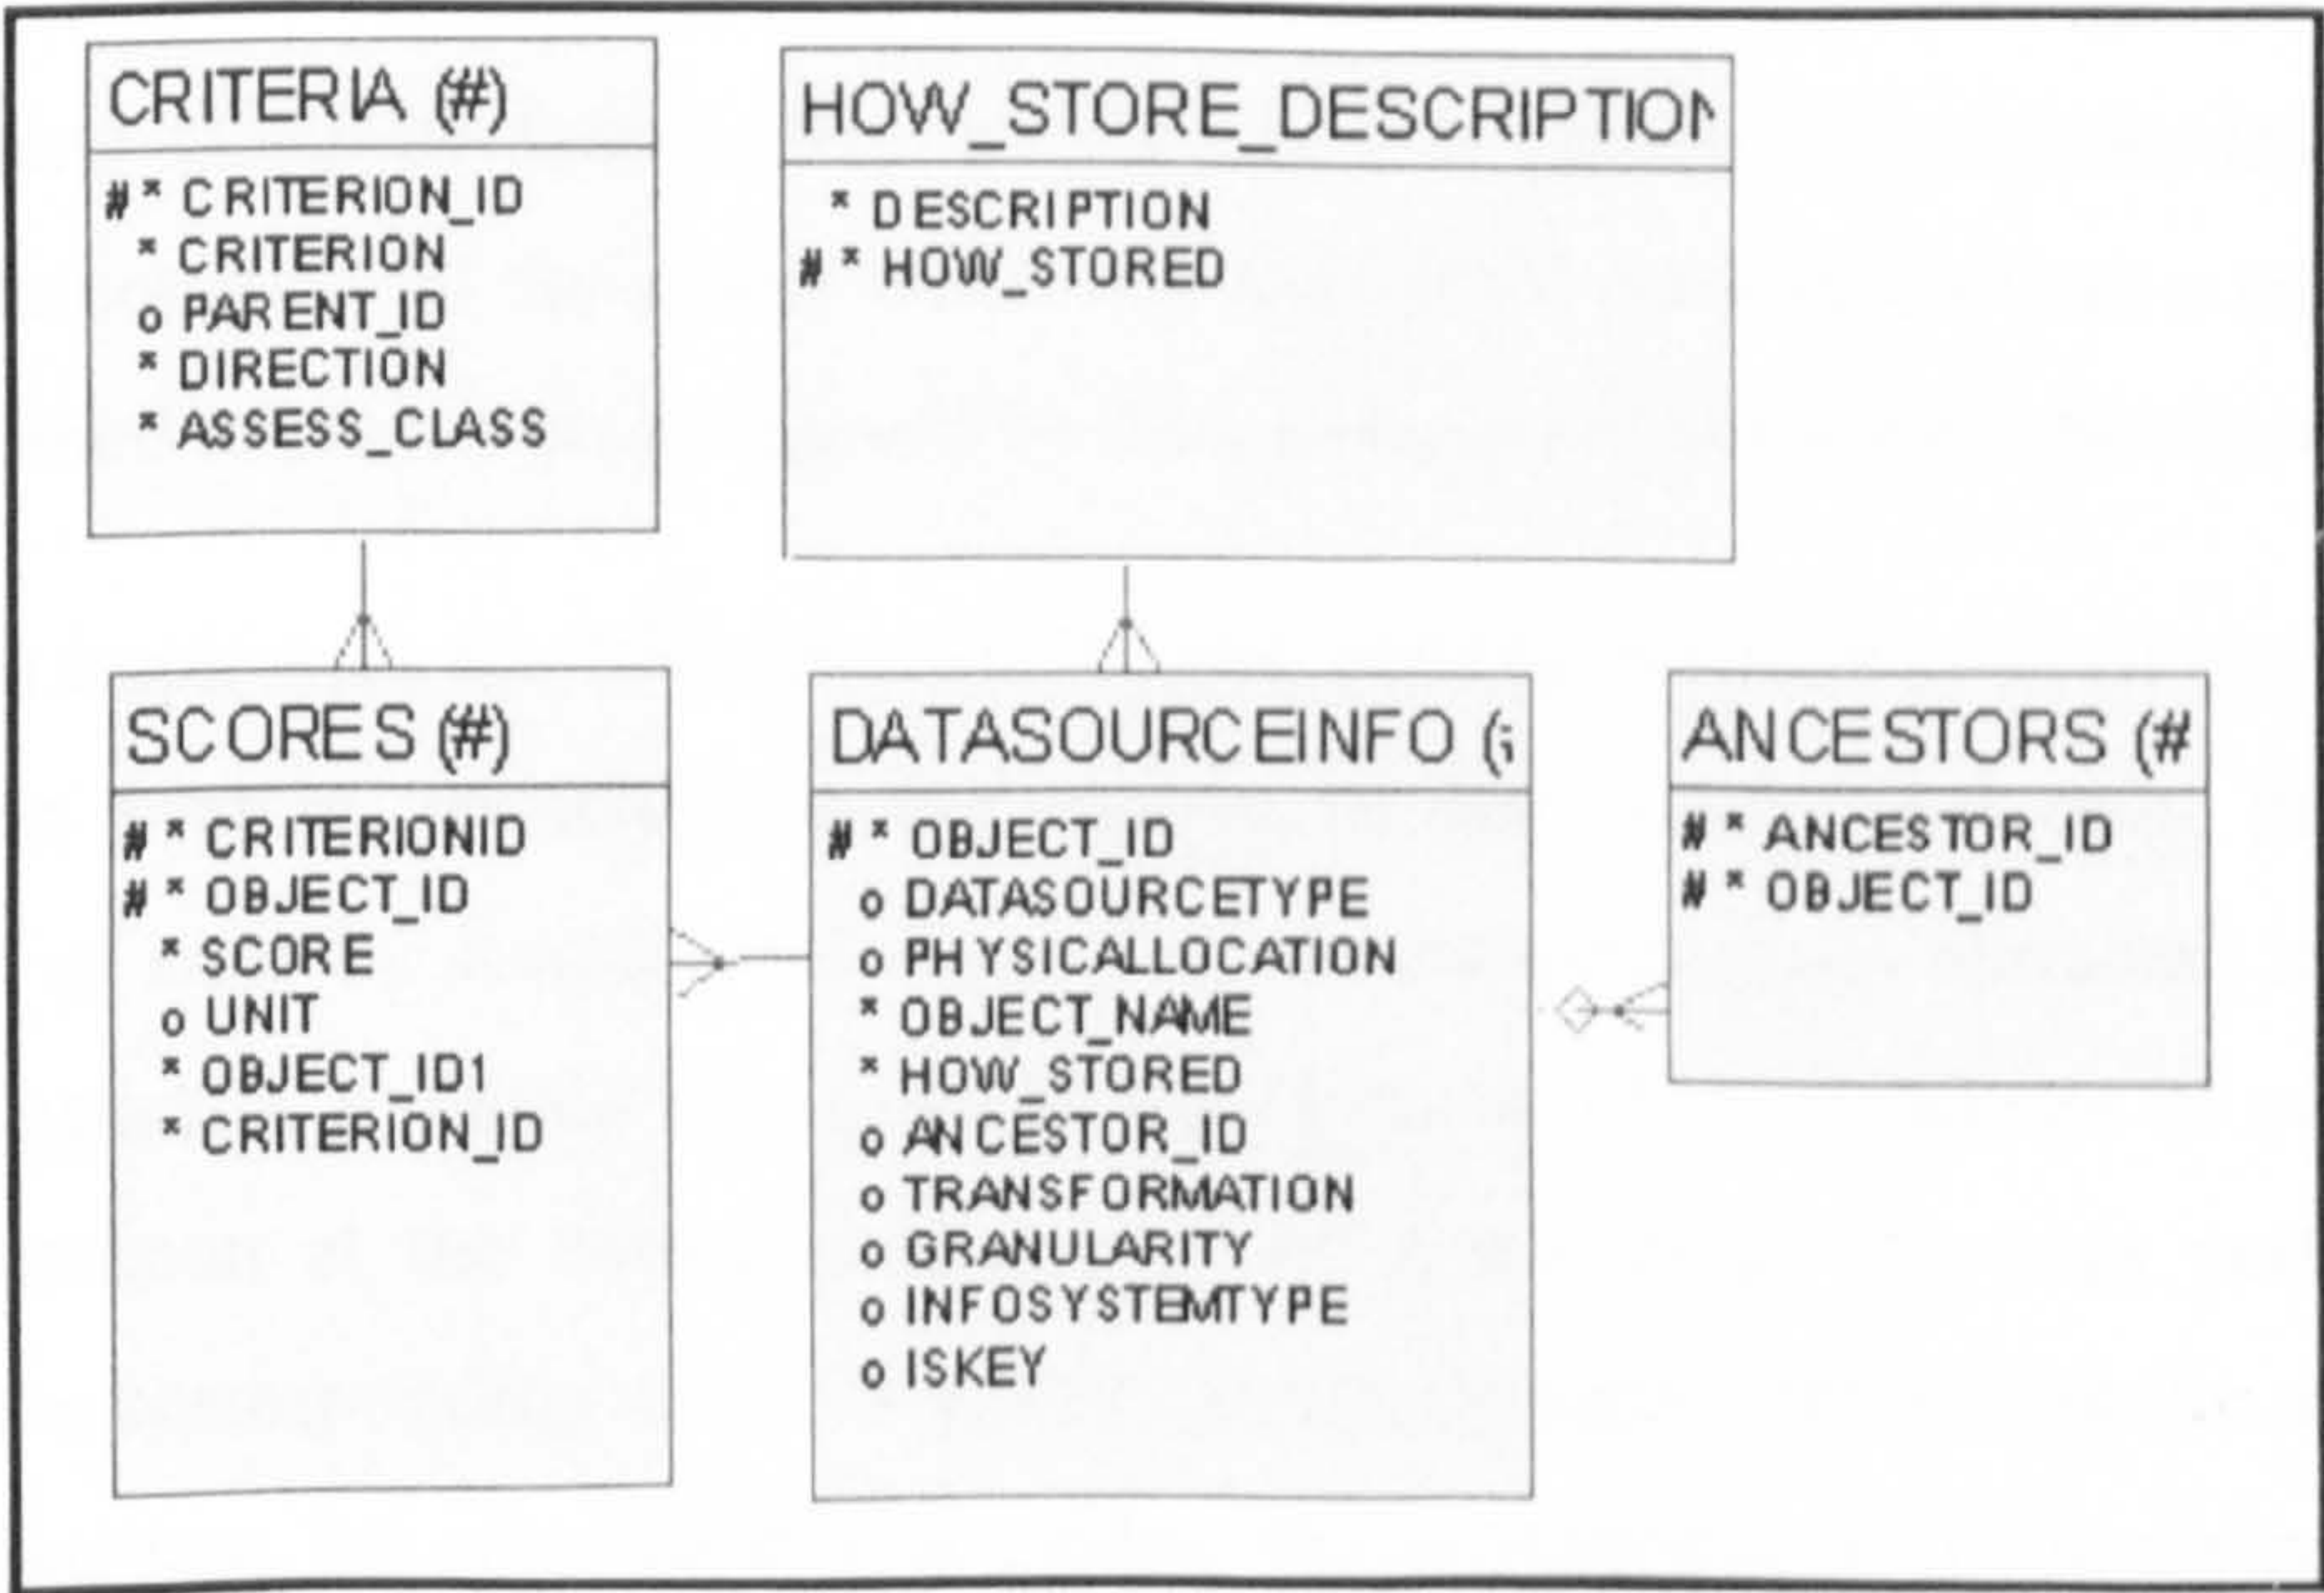 CRITERIA (#)
# * CRITERION_ID
* CRITERION
o PARENT_ID
* DIRECTION
* ASSESS_CLASS
HOW_STORE_DESCRIPTION
* DESCRIPTION
# * HOW_STORED
SCORES (#)
# * CRITERIONID
# * OBJECT_ID
* SCORE
o UNIT
* OBJECT_ID1
* CRITERION_ID
DATASOURCEINFO (
# * OBJECT_ID
o DATASOURCETYPE
o PHYSICALLOCATION
* OBJECT_NAME
* HOW_STORED
o ANCESTOR_ID
o TRANSFORMATION
o GRANULARITY
o INFOSYSTEMTYPE
o ISKEY
ANCESTORS (#
# * ANCESTOR_ID
# * OBJECT_ID